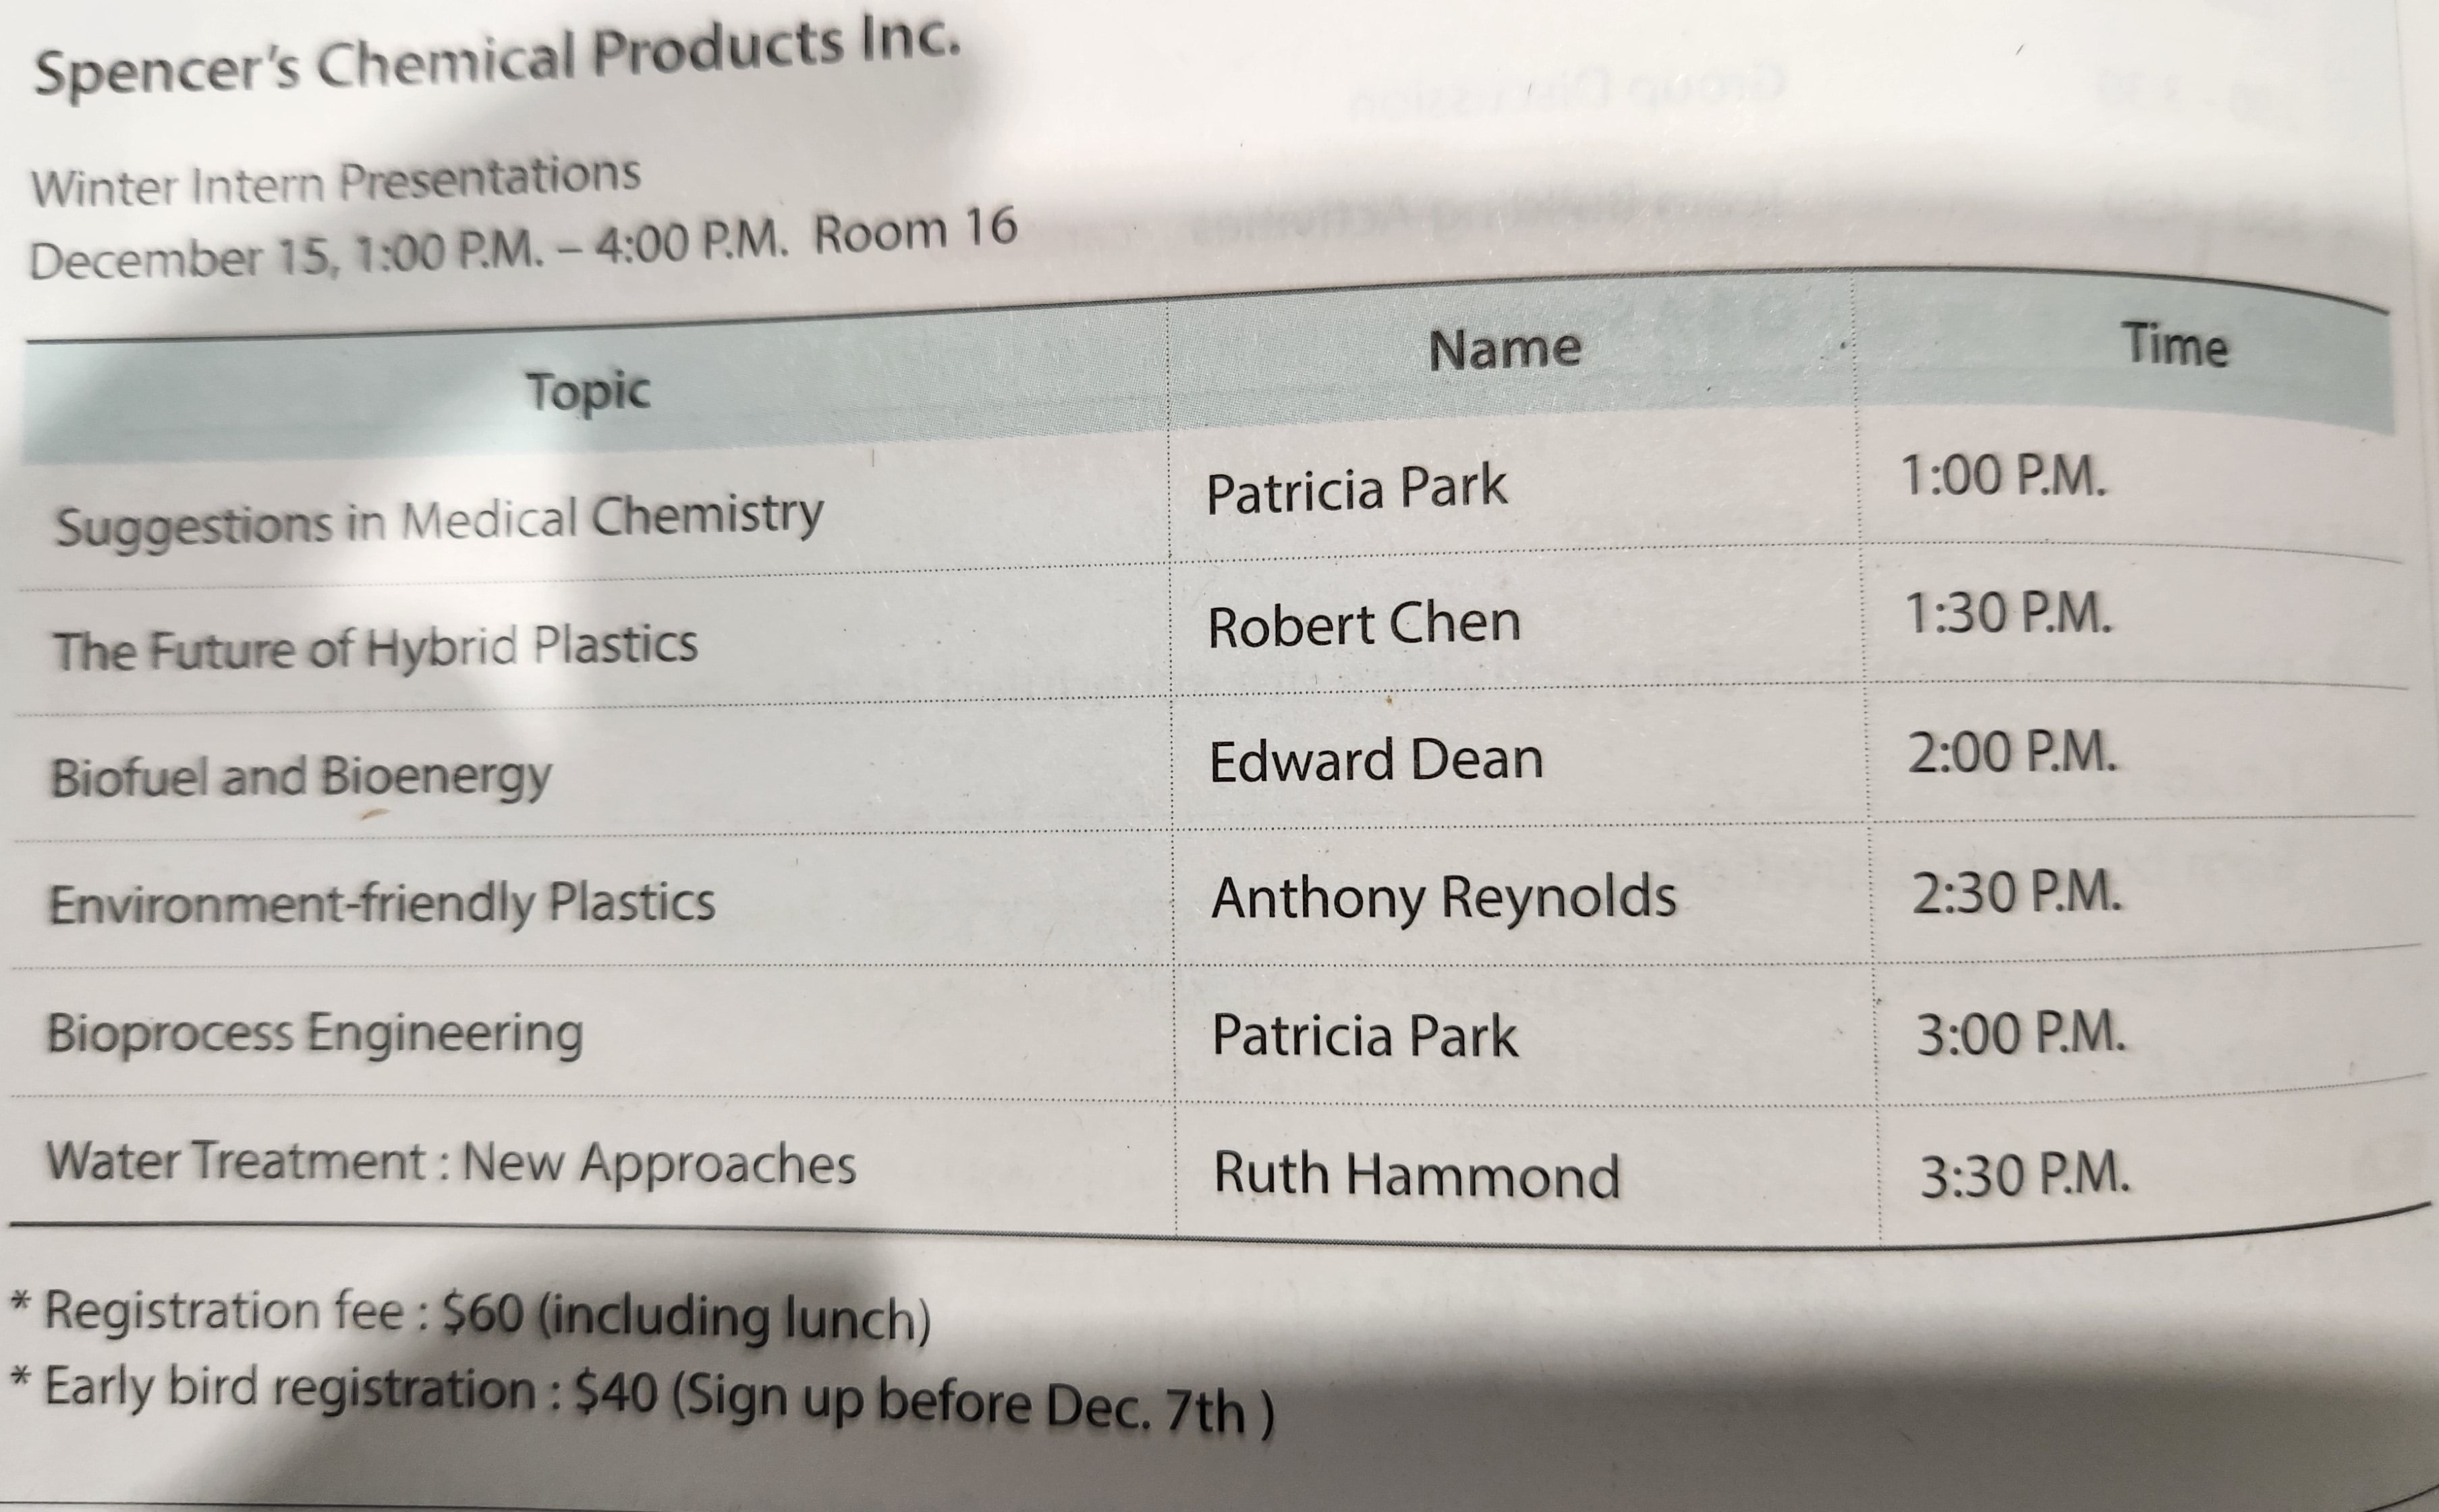 Spencer's Chemical Products Inc.
Winter Intern Presentations
December 15, 1:00 P.M. – 4:00 P.M. Room 16
Topic Name Time
Suggestions in Medical Chemistry Patricia Park 1:00 P.M.
The Future of Hybrid Plastics Robert Chen 1:30 P.M.
Biofuel and Bioenergy Edward Dean 2:00 P.M.
Environment-friendly Plastics Anthony Reynolds 2:30 P.M.
Bioprocess Engineering Patricia Park 3:00 P.M.
Water Treatment : New Approaches Ruth Hammond 3:30 P.M.
* Registration fee : $60 (including lunch)
* Early bird registration : $40 (Sign up before Dec. 7th )